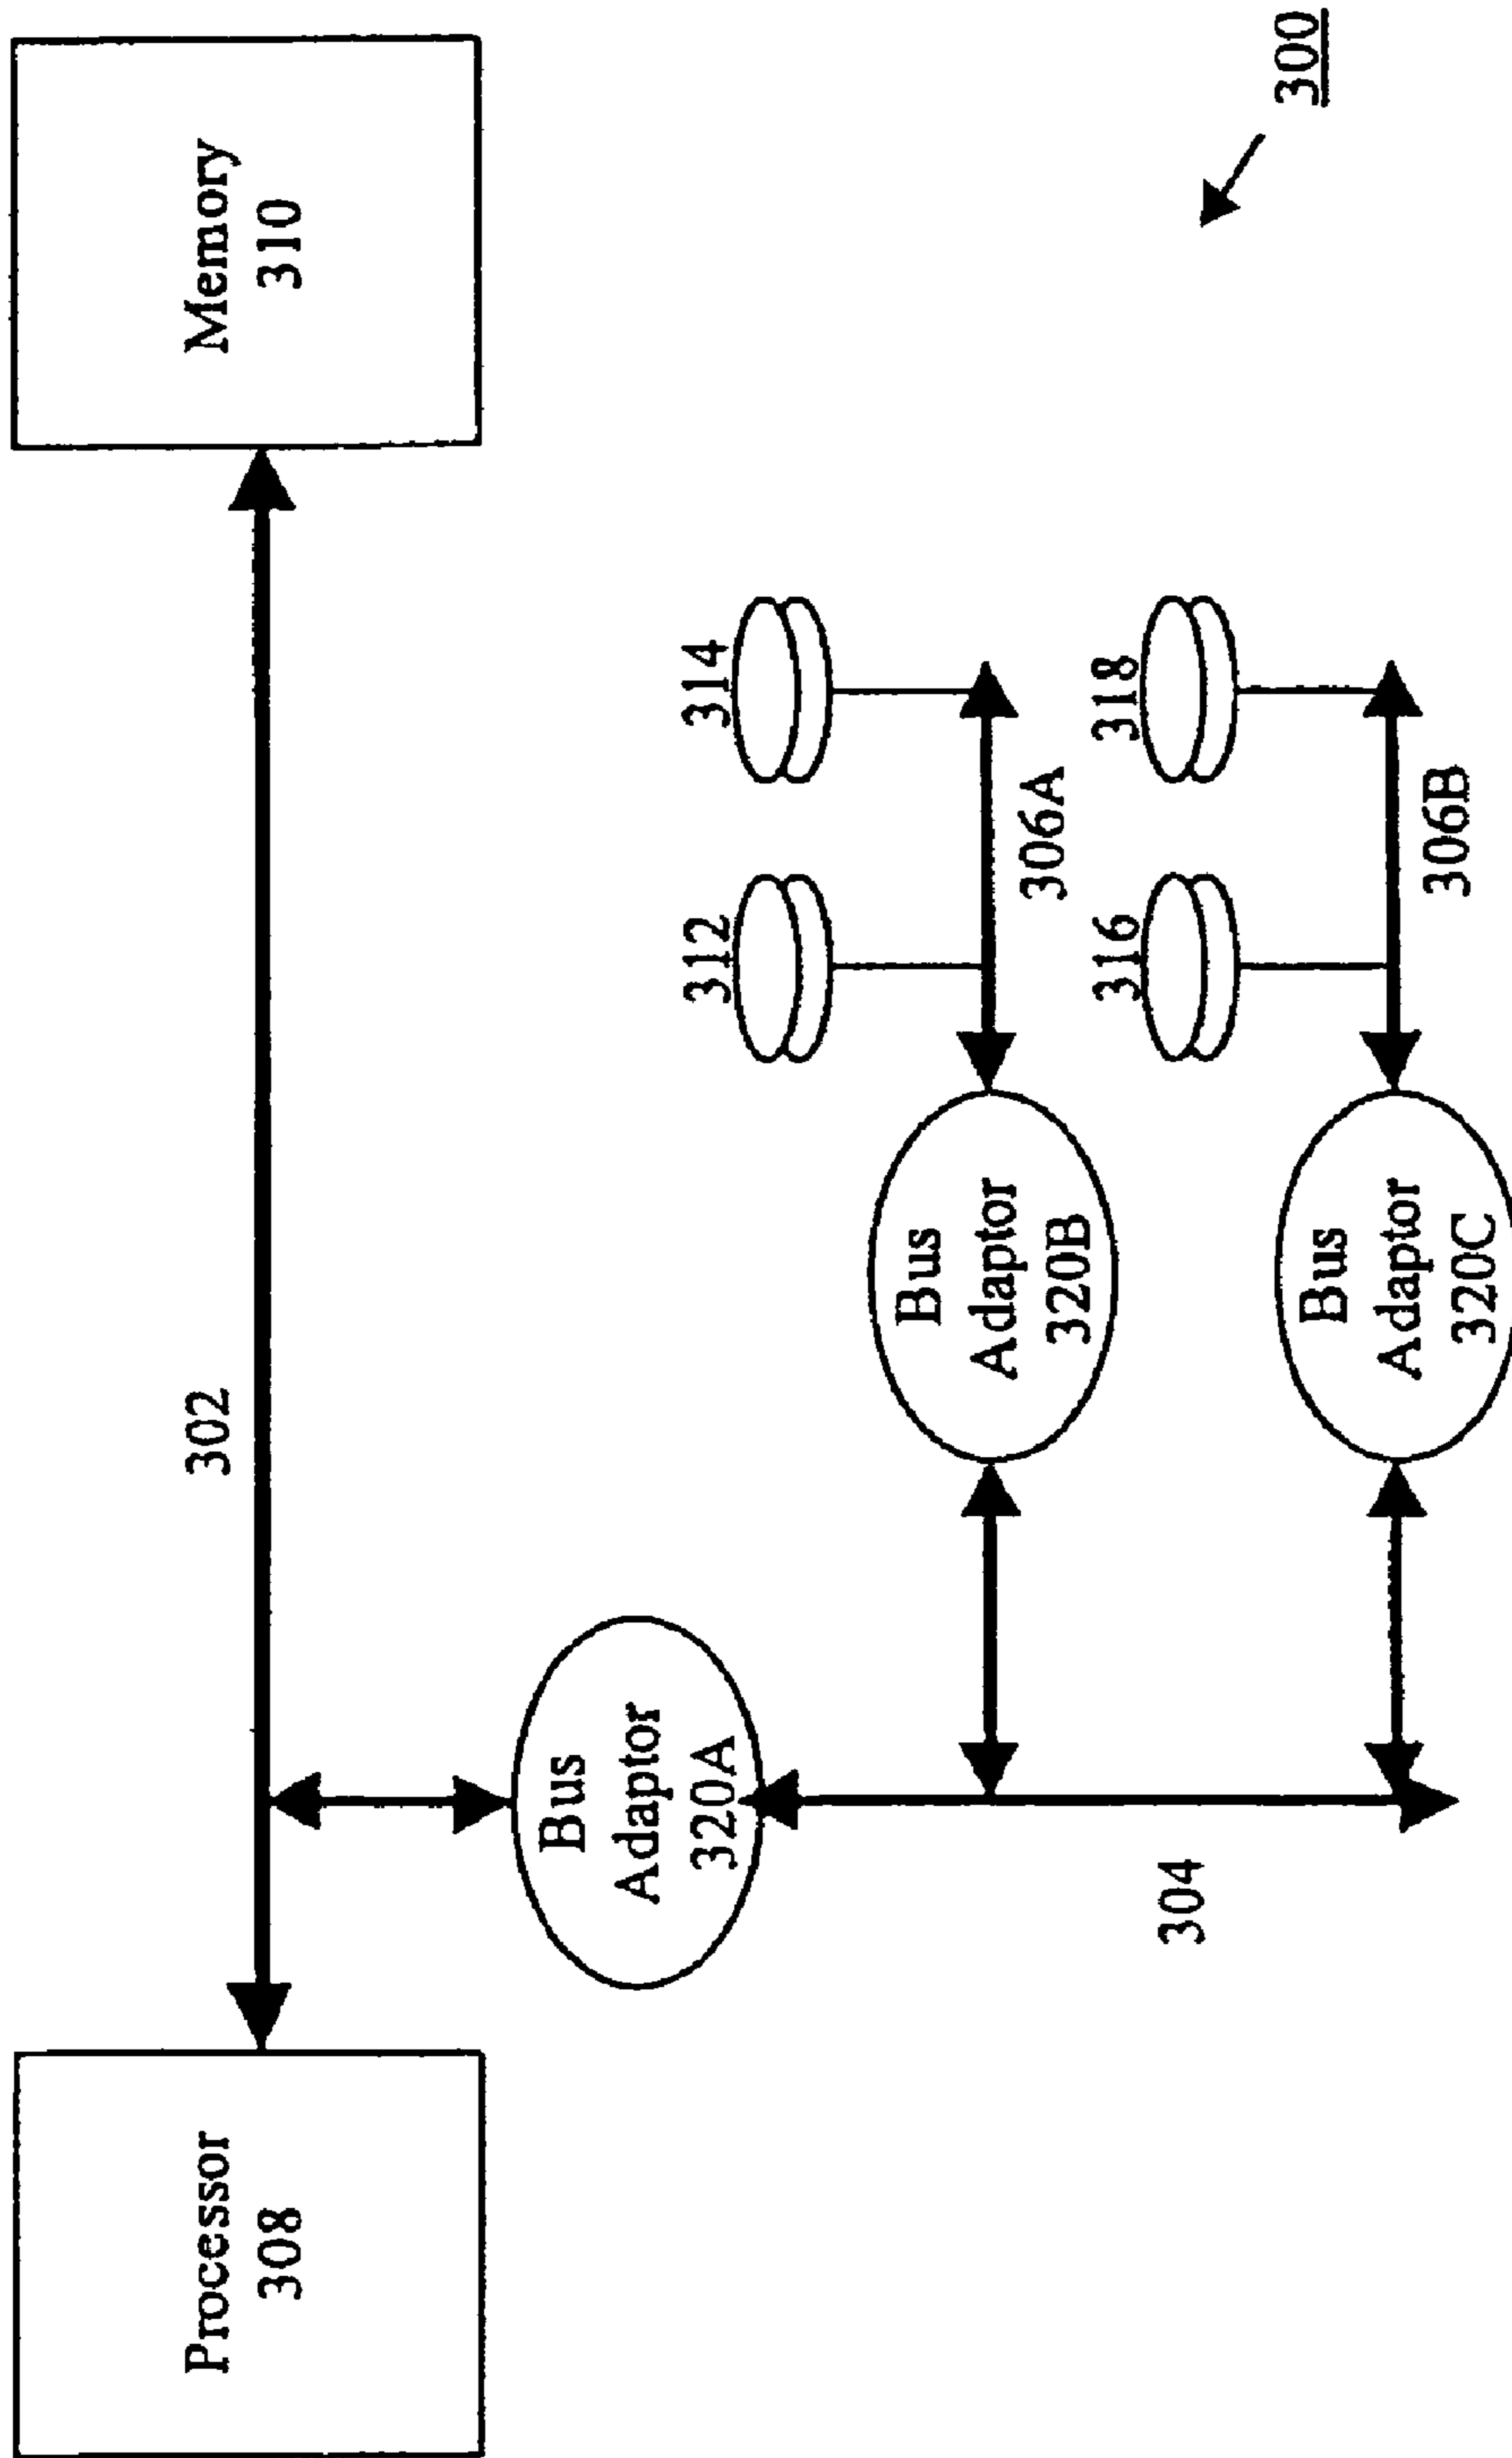 Processor
308
302
Memory
310
Bus
Adaptor
320A
304
312
314
Bus
Adaptor
320B
306A
316
318
Bus
Adaptor
320C
306B
300